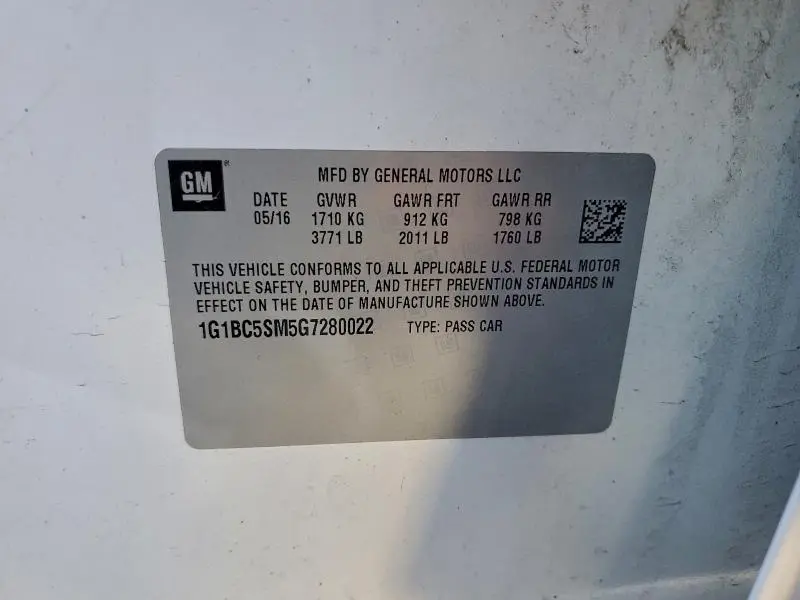 GM
MFD BY GENERAL MOTORS LLC
DATE GVWR GAWR FRT GAWR RR
05/16 1710 KG 912 KG 798 KG
3771 LB 2011 LB 1760 LB
THIS VEHICLE CONFORMS TO ALL APPLICABLE U.S. FEDERAL MOTOR
VEHICLE SAFETY, BUMPER, AND THEFT PREVENTION STANDARDS IN
EFFECT ON THE DATE OF MANUFACTURE SHOWN ABOVE.
1G1BC5SM5G7280022 TYPE: PASS CAR